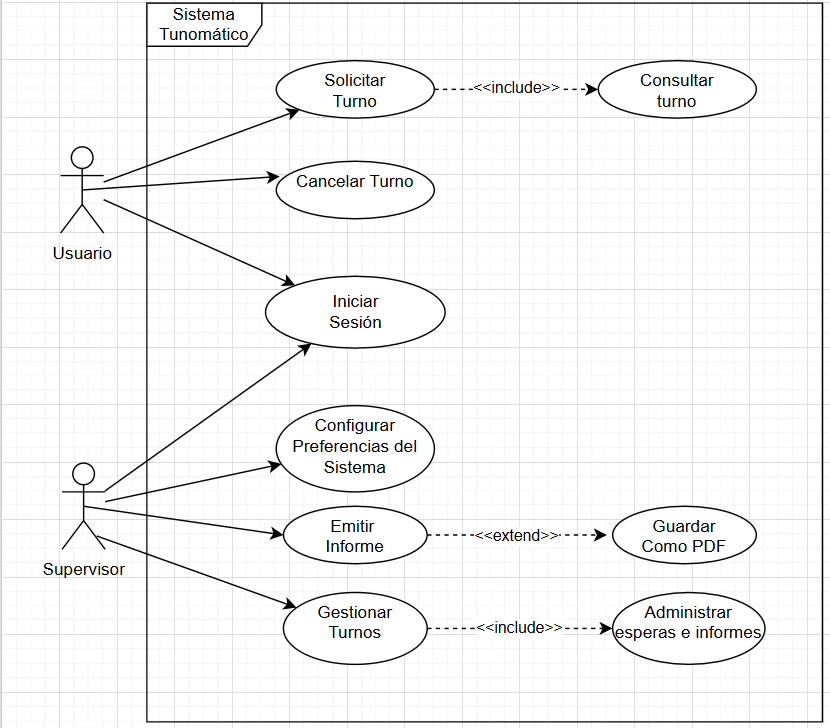 Sistema
Tunomático
Solicitar
Turno
<<include>>
Consultar
turno
Cancelar Turno
Usuario
Iniciar
Sesión
Configurar
Preferencias del
Sistema
Emitir
Informe
<<extend>>
Guardar
Como PDF
Supervisor
Gestionar
Turnos
<<include>>
Administrar
esperas e informes